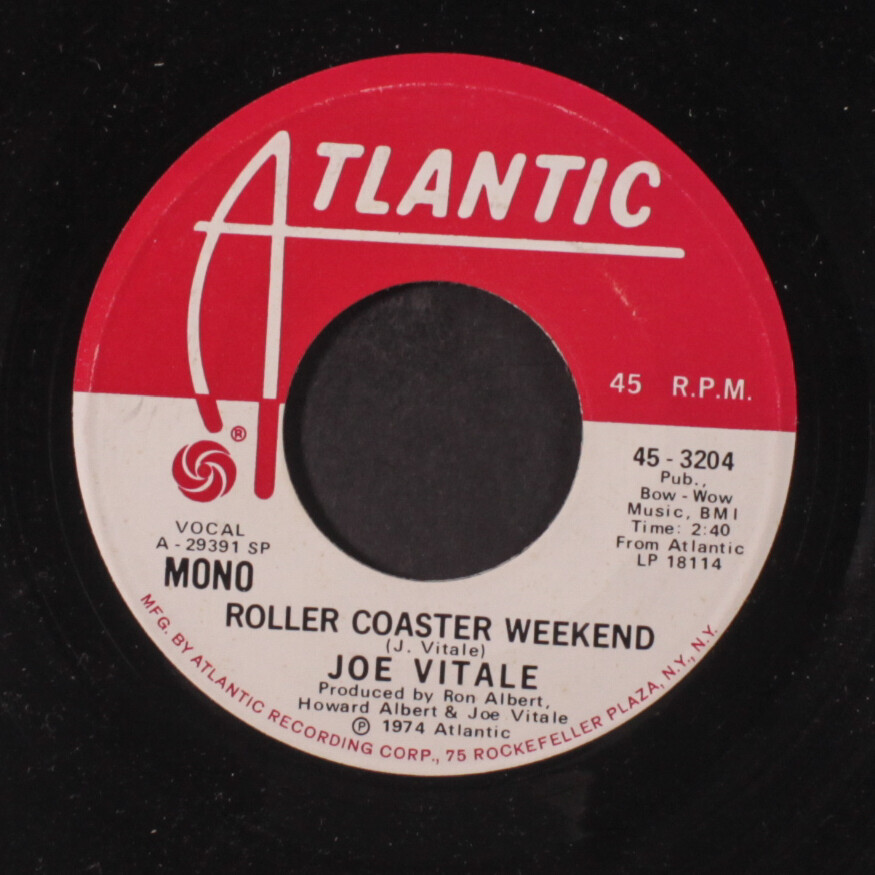 ATLANTIC
45 R.P.M.
®
45 - 3204
Pub.,
Bow - Wow
Music, BMI
Time: 2:40
From Atlantic
LP 18114
VOCAL
A - 29391 SP
MONO
ROLLER COASTER WEEKEND
(J. Vitale)
JOE VITALE
Produced by Ron Albert,
Howard Albert & Joe Vitale
℗ 1974 Atlantic
MFG. BY ATLANTIC RECORDING CORP., 75 ROCKEFELLER PLAZA, N.Y., N.Y.